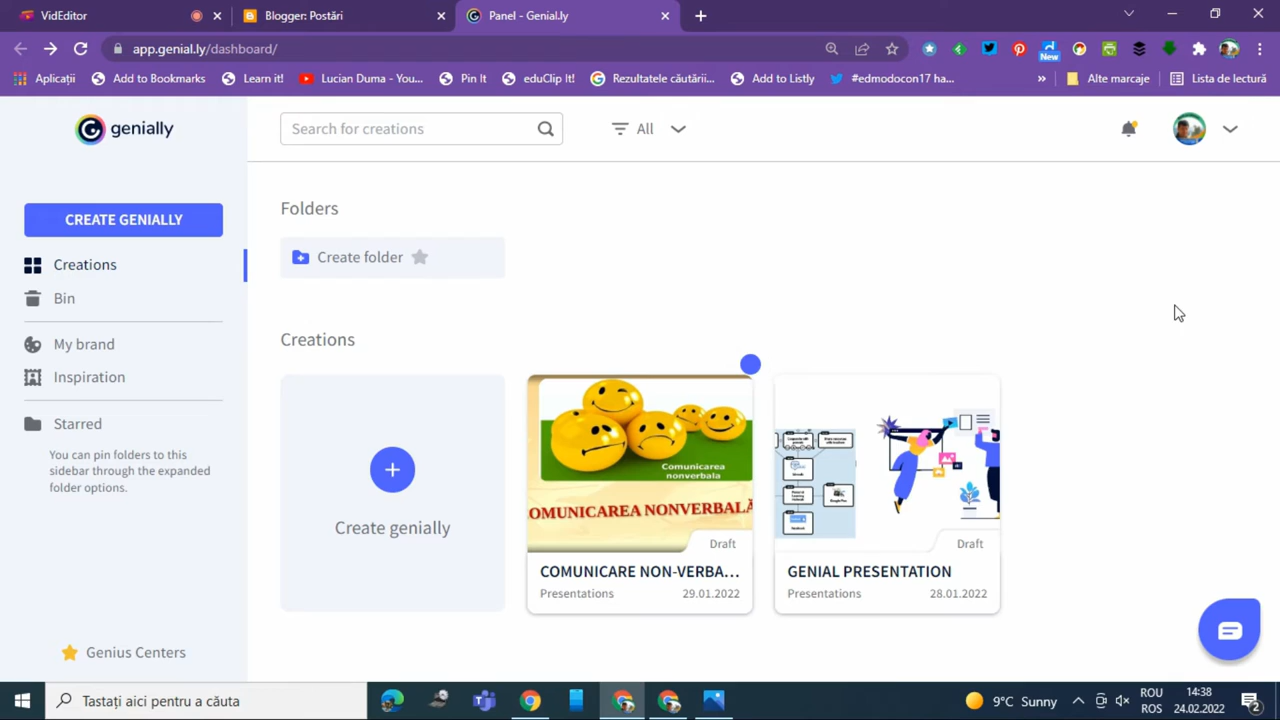 VidEditor
Blogger: Postări
Panel - Genial.ly
app.genial.ly/dashboard/
New
Aplicații
Add to Bookmarks
Learn it!
Lucian Duma - You...
Pin It
eduClip It!
Rezultatele căutării...
Add to Listly
#edmodocon17 ha...
»
Alte marcaje
Lista de lectură
genially
Search for creations
All
CREATE GENIALLY
Creations
Bin
My brand
Inspiration
Starred
You can pin folders to this
sidebar through the expanded
folder options.
Genius Centers
Folders
Create folder
Creations
Create genially
Comunicarea
nonverbala
COMUNICAREA NONVERBALĂ
Draft
COMUNICARE NON-VERBA...
Presentations
29.01.2022
Draft
GENIAL PRESENTATION
Presentations
28.01.2022
Tastați aici pentru a căuta
9°C Sunny
ROU
ROS
14:38
24.02.2022
2